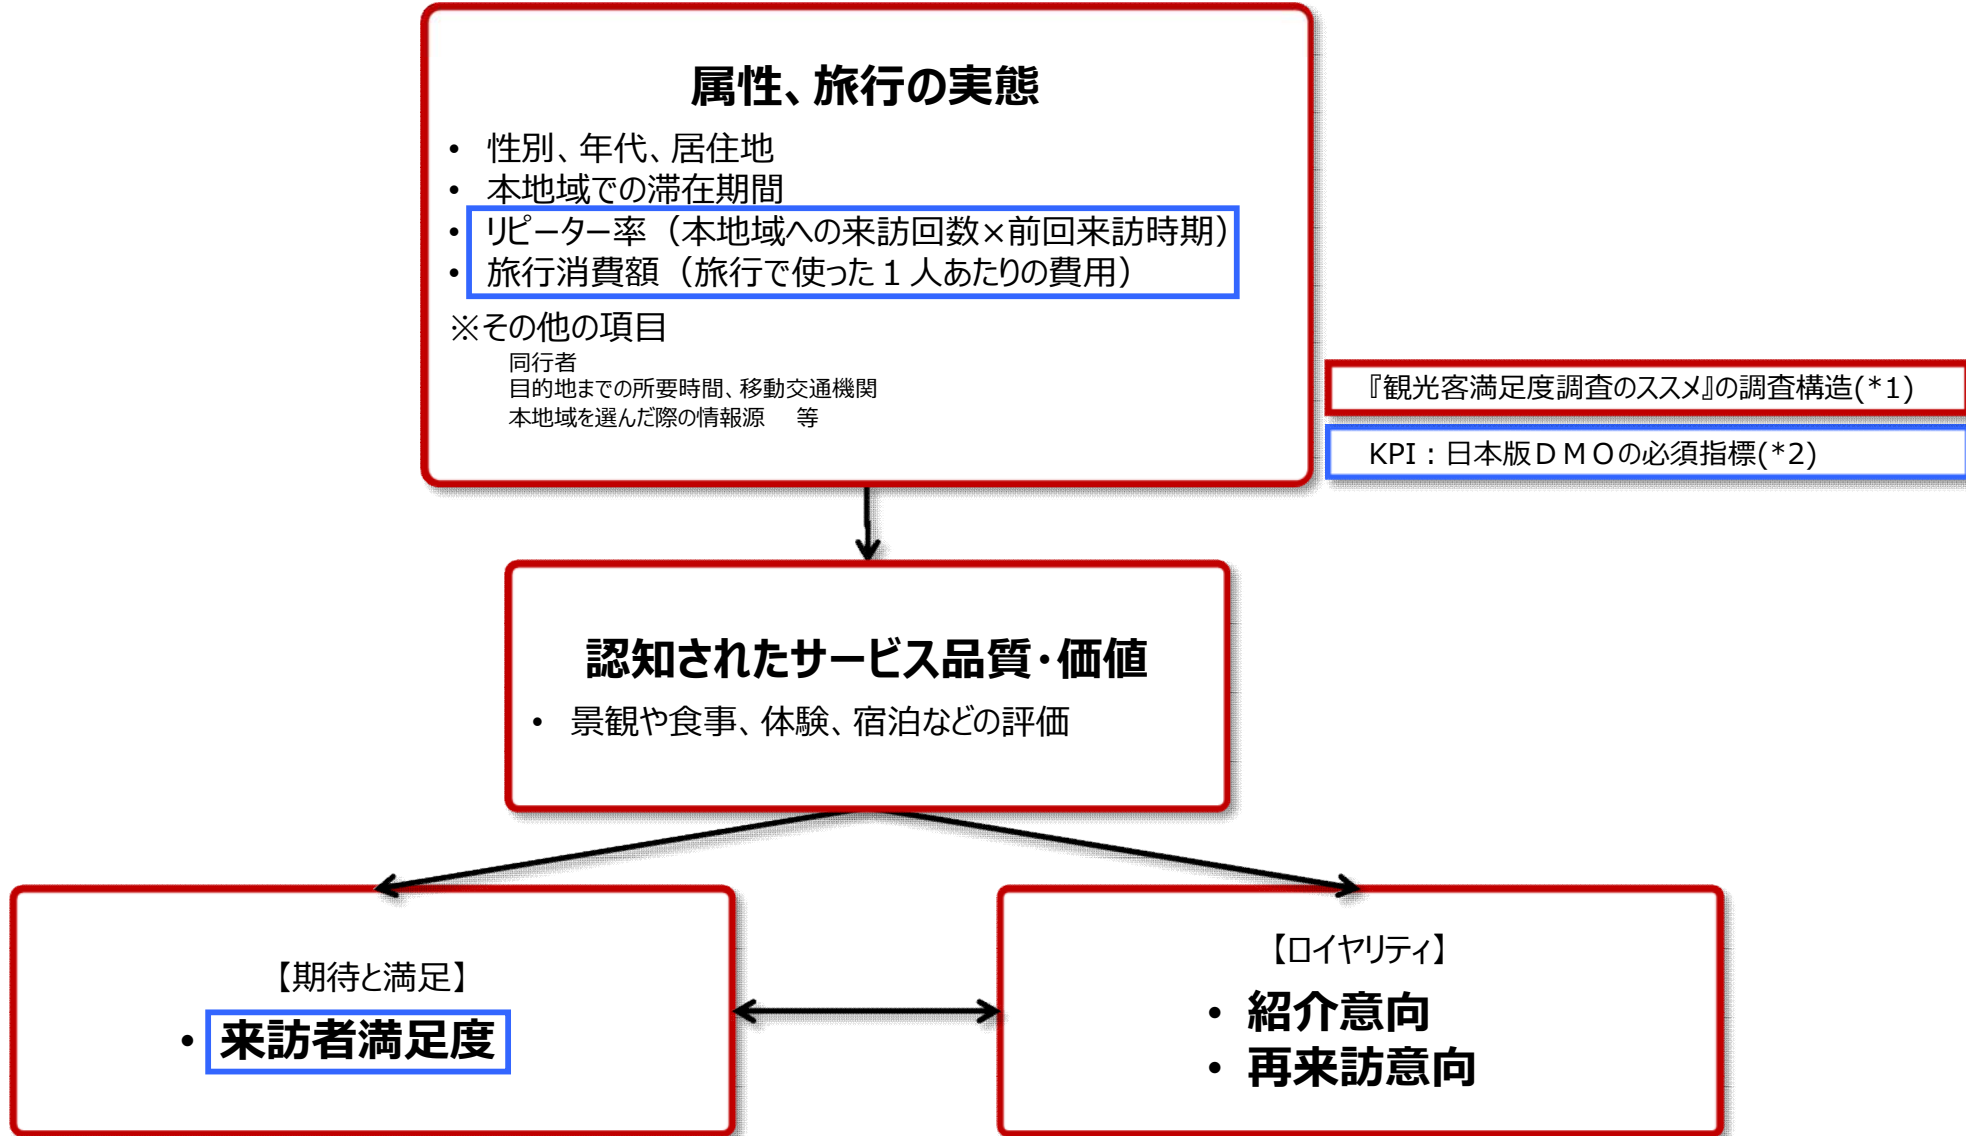 属性、旅行の実態
• 性別、年代、居住地
• 本地域での滞在期間
• リピーター率（本地域への来訪回数×前回来訪時期）
• 旅行消費額（旅行で使った１人あたりの費用）
※その他の項目
同行者
目的地までの所要時間、移動交通機関
本地域を選んだ際の情報源　等
『観光客満足度調査のススメ』の調査構造(*1)
KPI：日本版ＤＭＯの必須指標(*2)
認知されたサービス品質・価値
• 景観や食事、体験、宿泊などの評価
【期待と満足】
• 来訪者満足度
【ロイヤリティ】
• 紹介意向
• 再来訪意向